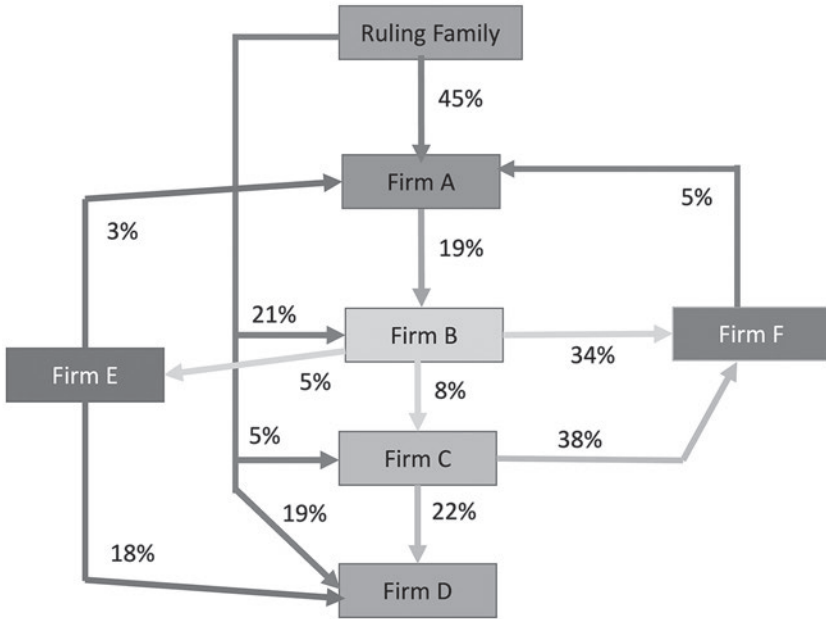 Ruling Family
45%
Firm A
3%
5%
19%
21%
Firm B
Firm F
34%
Firm E
5%
8%
5%
Firm C
38%
19%
22%
18%
Firm D